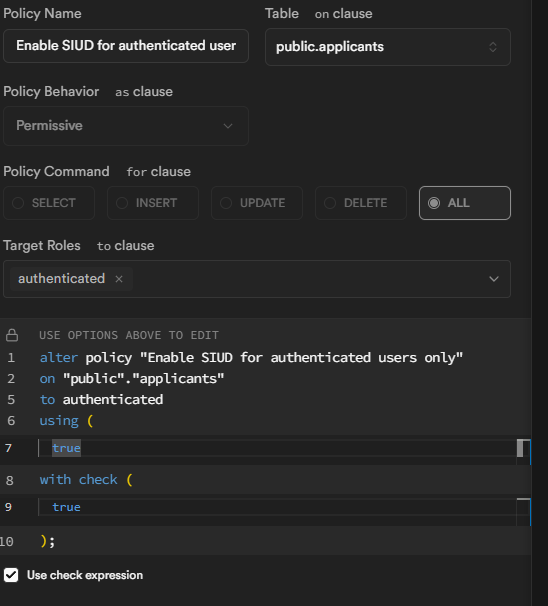 Policy Name
Table on clause
Enable SIUD for authenticated user
public.applicants
Policy Behavior as clause
Permissive
Policy Command for clause
SELECT INSERT UPDATE DELETE ALL
Target Roles to clause
authenticated ×
USE OPTIONS ABOVE TO EDIT
1 alter policy "Enable SIUD for authenticated users only"
2 on "public"."applicants"
5 to authenticated
6 using (
7 true
8 with check (
9 true
10 );
Use check expression